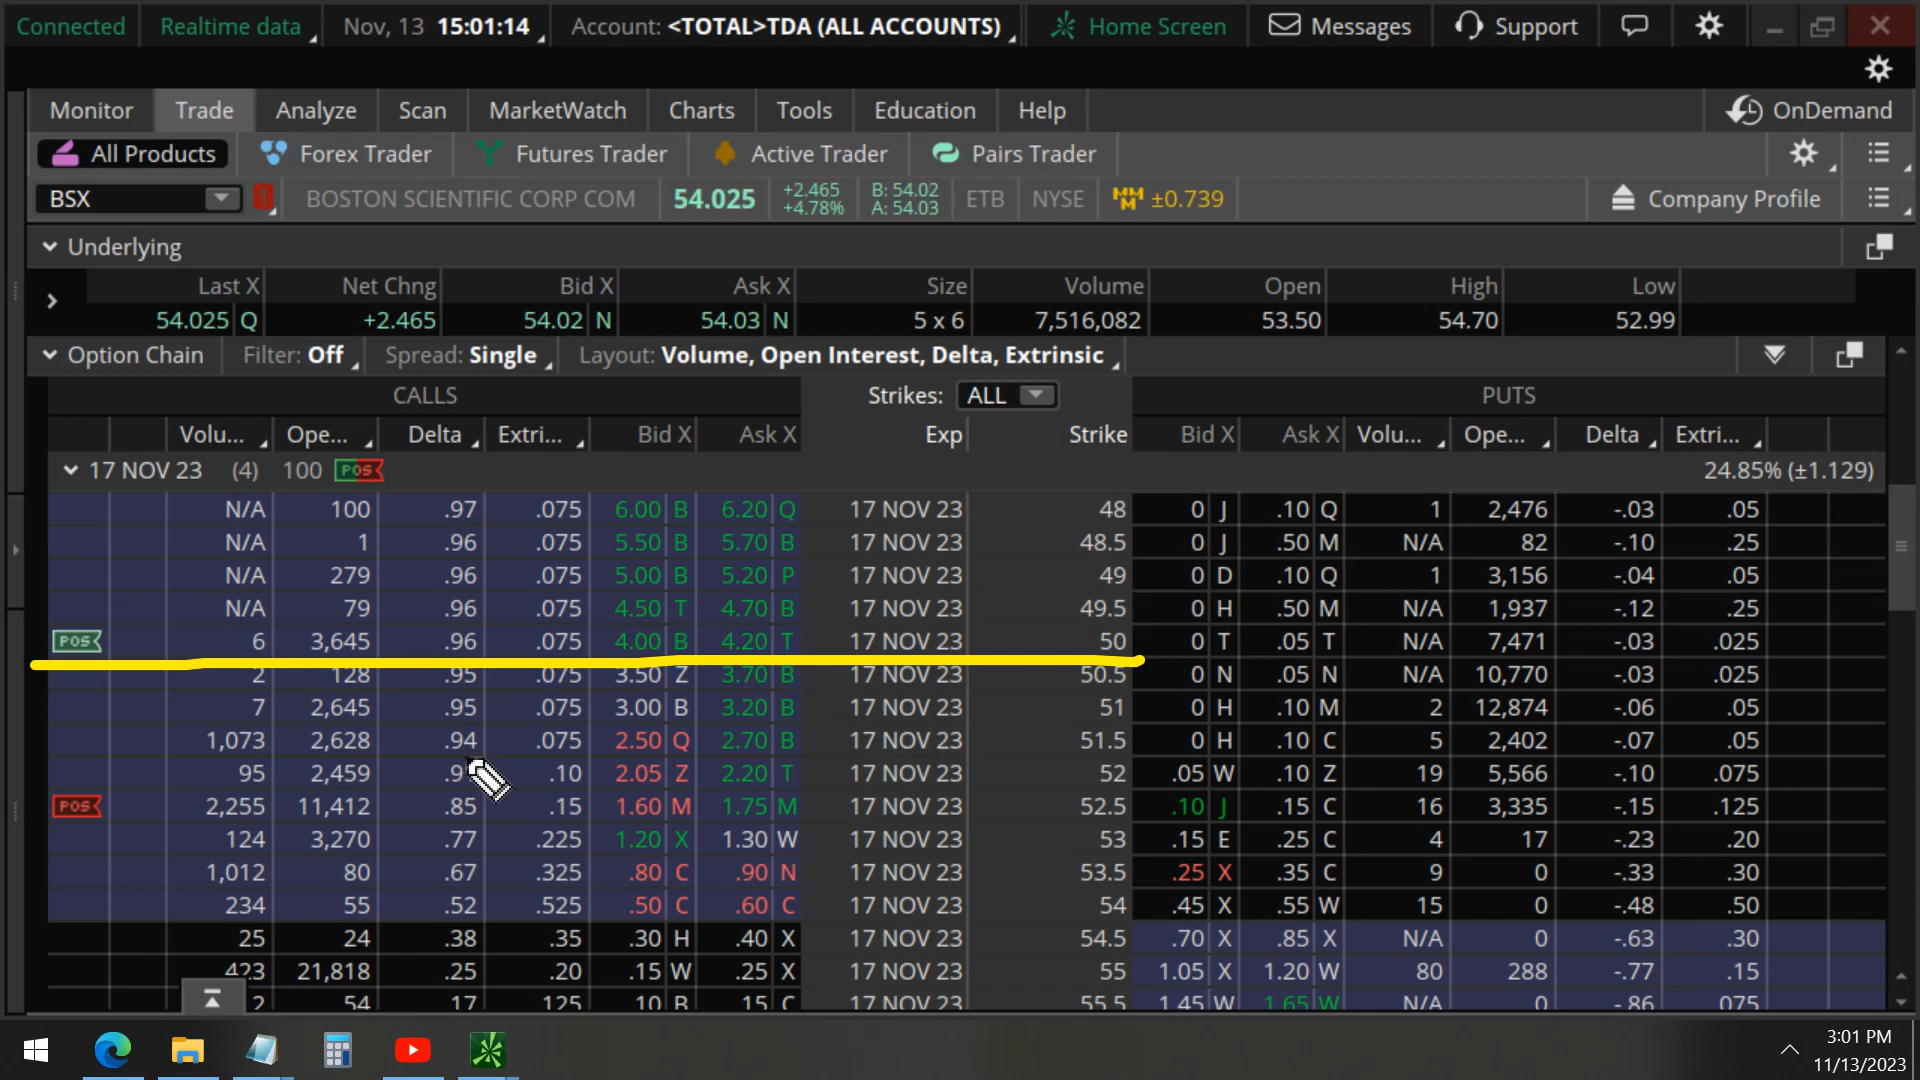 Connected Realtime data Nov, 13 15:01:14 Account: <TOTAL>TDA (ALL ACCOUNTS) Home Screen Messages Support
Monitor Trade Analyze Scan MarketWatch Charts Tools Education Help OnDemand
All Products Forex Trader Futures Trader Active Trader Pairs Trader
BSX 1 BOSTON SCIENTIFIC CORP COM 54.025 +2.465 +4.78% B: 54.02 A: 54.03 ETB NYSE MMM ±0.739 Company Profile
Underlying
Last X Net Chng Bid X Ask X Size Volume Open High Low
54.025 Q +2.465 54.02 N 54.03 N 5 x 6 7,516,082 53.50 54.70 52.99
Option Chain Filter: Off Spread: Single Layout: Volume, Open Interest, Delta, Extrinsic
CALLS Strikes: ALL PUTS
Volu... Ope... Delta Extri... Bid X Ask X Exp Strike Bid X Ask X Volu... Ope... Delta Extri...
17 NOV 23 (4) 100 POS 24.85% (±1.129)
N/A 100 .97 .075 6.00 B 6.20 Q 17 NOV 23 48 0 J .10 Q 1 2,476 -.03 .05
N/A 1 .96 .075 5.50 B 5.70 B 17 NOV 23 48.5 0 J .50 M N/A 82 -.10 .25
N/A 279 .96 .075 5.00 B 5.20 P 17 NOV 23 49 0 D .10 Q 1 3,156 -.04 .05
N/A 79 .96 .075 4.50 T 4.70 B 17 NOV 23 49.5 0 H .50 M N/A 1,937 -.12 .25
POS 6 3,645 .96 .075 4.00 B 4.20 T 17 NOV 23 50 0 T .05 T N/A 7,471 -.03 .025
2 128 .95 .075 3.50 Z 3.70 B 17 NOV 23 50.5 0 N .05 N N/A 10,770 -.03 .025
7 2,645 .95 .075 3.00 B 3.20 B 17 NOV 23 51 0 H .10 M 2 12,874 -.06 .05
1,073 2,628 .94 .075 2.50 Q 2.70 B 17 NOV 23 51.5 0 H .10 C 5 2,402 -.07 .05
95 2,459 .10 2.05 Z 2.20 T 17 NOV 23 52 .05 W .10 Z 19 5,566 -.10 .075
POS 2,255 11,412 .85 .15 1.60 M 1.75 M 17 NOV 23 52.5 .10 J .15 C 16 3,335 -.15 .125
124 3,270 .77 .225 1.20 X 1.30 W 17 NOV 23 53 .15 E .25 C 4 17 -.23 .20
1,012 80 .67 .325 .80 C .90 N 17 NOV 23 53.5 .25 X .35 C 9 0 -.33 .30
234 55 .52 .525 .50 C .60 C 17 NOV 23 54 .45 X .55 W 15 0 -.48 .50
25 24 .38 .35 .30 H .40 X 17 NOV 23 54.5 .70 X .85 X N/A 0 -.63 .30
423 21,818 .25 .20 .15 W .25 X 17 NOV 23 55 1.05 X 1.20 W 80 288 -.77 .15
2 54 .17 .125 .10 B .15 C 17 NOV 23 55.5 1.45 W 1.65 W N/A 0 -.86 .075
3:01 PM
11/13/2023